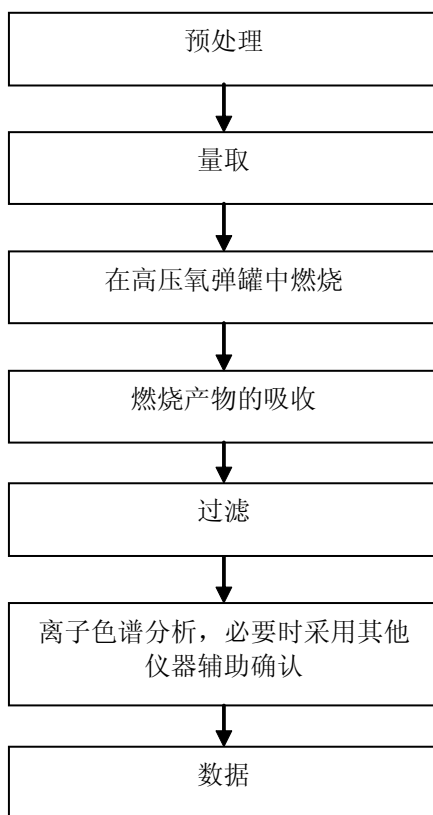 预处理
量取
在高压氧弹罐中燃烧
燃烧产物的吸收
过滤
离子色谱分析，必要时采用其他
仪器辅助确认
数据